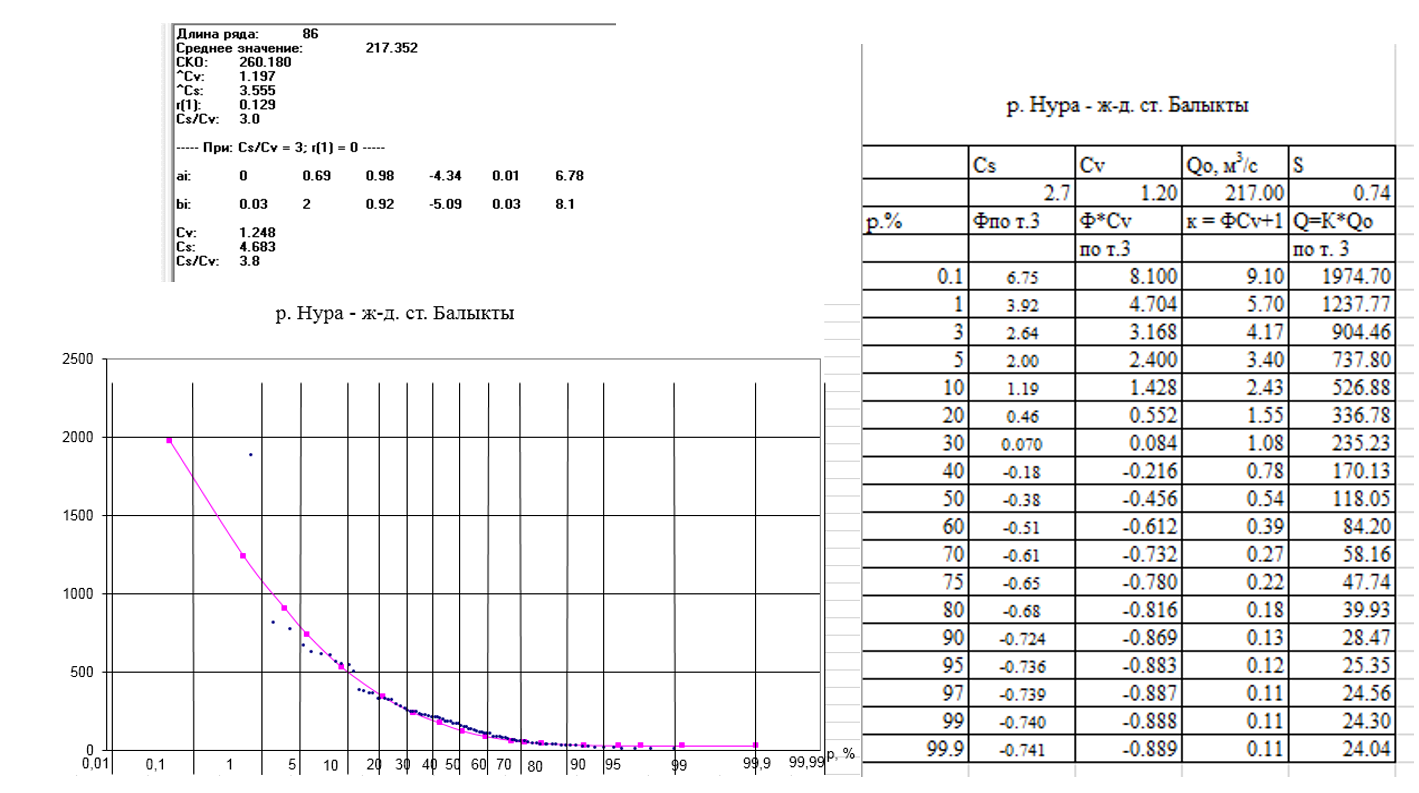 Длина ряда: 86
Среднее значение: 217.352
СКО: 260.180
^Cv: 1.197
^Cs: 3.555
r(1): 0.129
Cs/Cv: 3.0
----- При: Cs/Cv = 3; r(1) = 0 -----
ai: 0 0.69 0.98 -4.34 0.01 6.78
bi: 0.03 2 0.92 -5.09 0.03 8.1
Cv: 1.248
Cs: 4.683
Cs/Cv: 3.8
р. Нура - ж-д. ст. Балыкты
2500
2000
1500
1000
500
0
0,01 0,1 1 5 10 20 30 40 50 60 70 80 90 95 99 99,9 99,99 p, %
р. Нура - ж-д. ст. Балыкты
Cs Cv Qo, м³/с S
2.7 1.20 217.00 0.74
р.% Фпо т.3 Ф*Cv к = ФCv+1 Q=K*Qo
по т.3 по т. 3
0.1 6.75 8.100 9.10 1974.70
1 3.92 4.704 5.70 1237.77
3 2.64 3.168 4.17 904.46
5 2.00 2.400 3.40 737.80
10 1.19 1.428 2.43 526.88
20 0.46 0.552 1.55 336.78
30 0.070 0.084 1.08 235.23
40 -0.18 -0.216 0.78 170.13
50 -0.38 -0.456 0.54 118.05
60 -0.51 -0.612 0.39 84.20
70 -0.61 -0.732 0.27 58.16
75 -0.65 -0.780 0.22 47.74
80 -0.68 -0.816 0.18 39.93
90 -0.724 -0.869 0.13 28.47
95 -0.736 -0.883 0.12 25.35
97 -0.739 -0.887 0.11 24.56
99 -0.740 -0.888 0.11 24.30
99.9 -0.741 -0.889 0.11 24.04